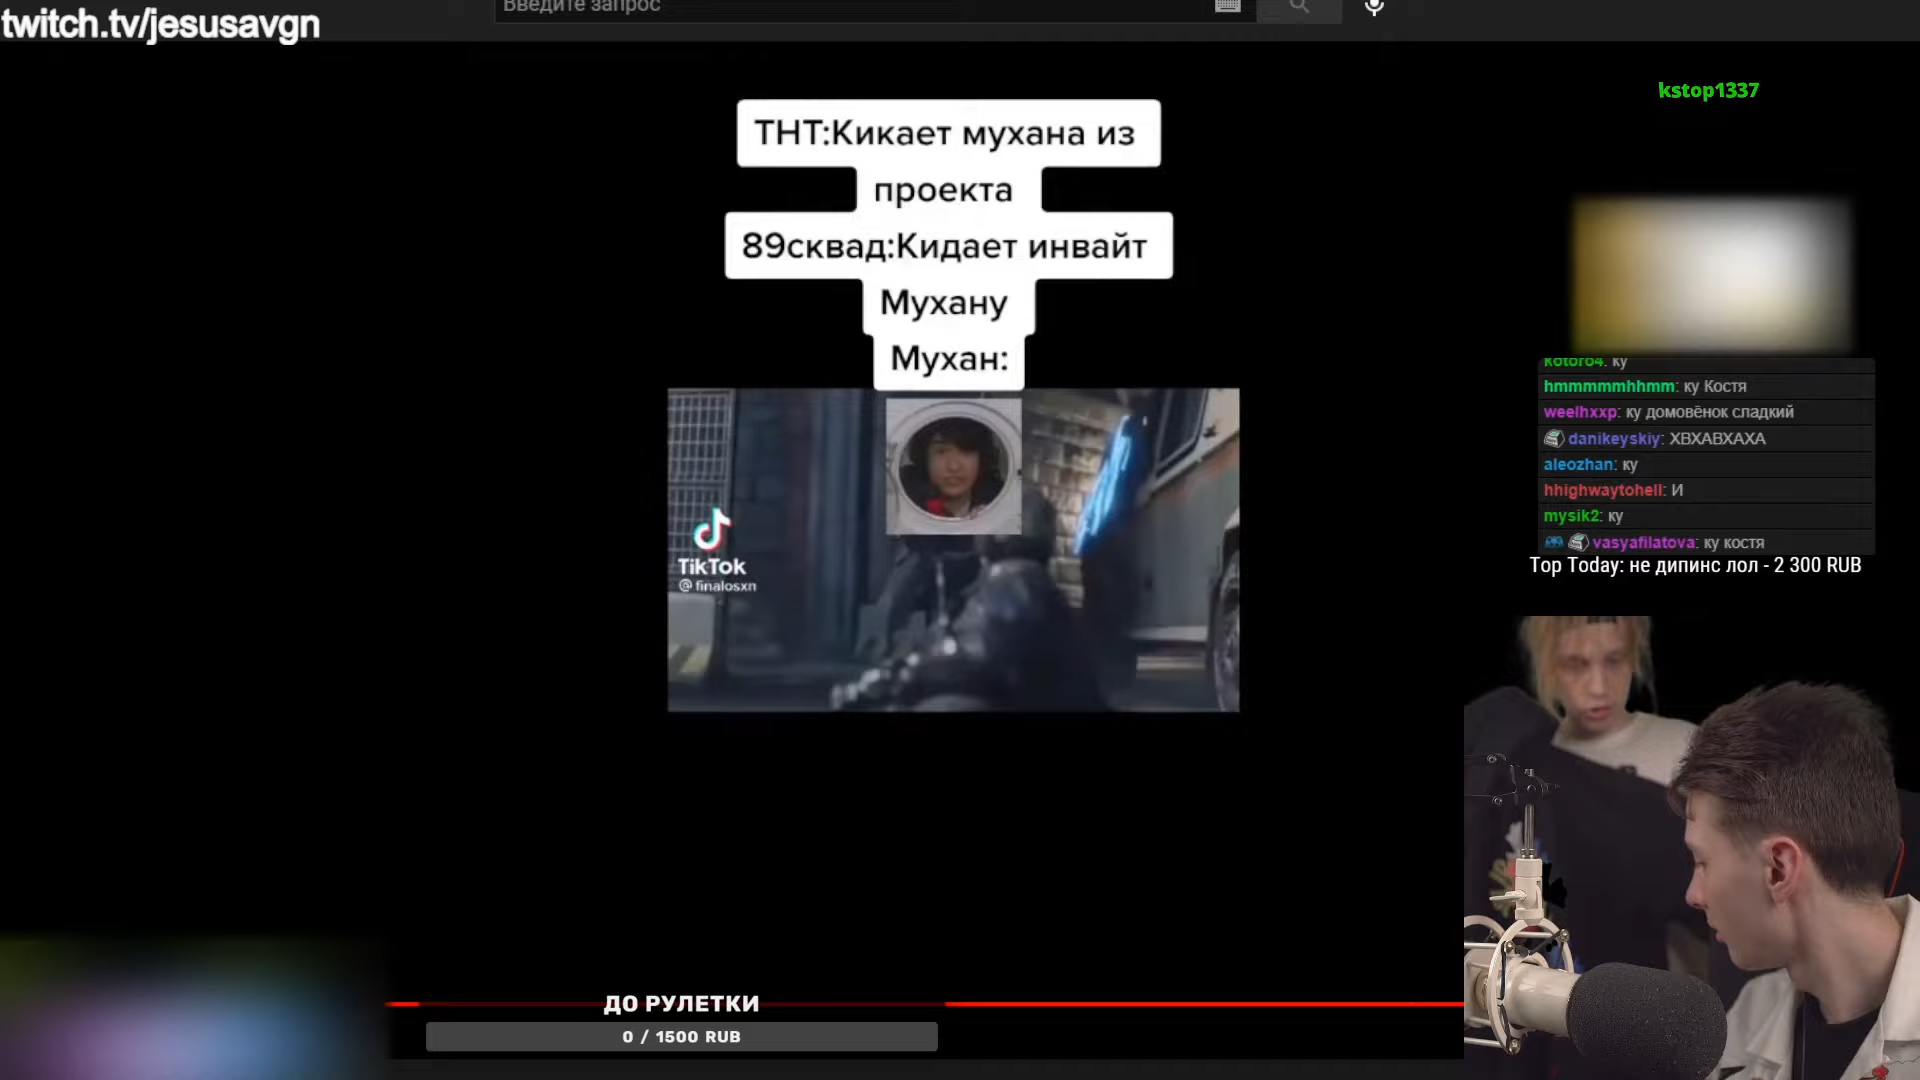 twitch.tv/jesusavgn
Введите запрос
kstop1337
ТНТ:Кикает мухана из
проекта
89сквад:Кидает инвайт
Мухану
Мухан:
TikTok
@finalosxn
kotoro4: ку
hmmmmmhhmm: ку Костя
weelhxxp: ку домовёнок сладкий
danikeyskiy: ХВХАВХАХА
aleozhan: ку
hhighwaytohell: И
mysik2: ку
vasyafilatova: ку костя
Top Today: не дипинс лол - 2 300 RUB
ДО РУЛЕТКИ
0 / 1500 RUB